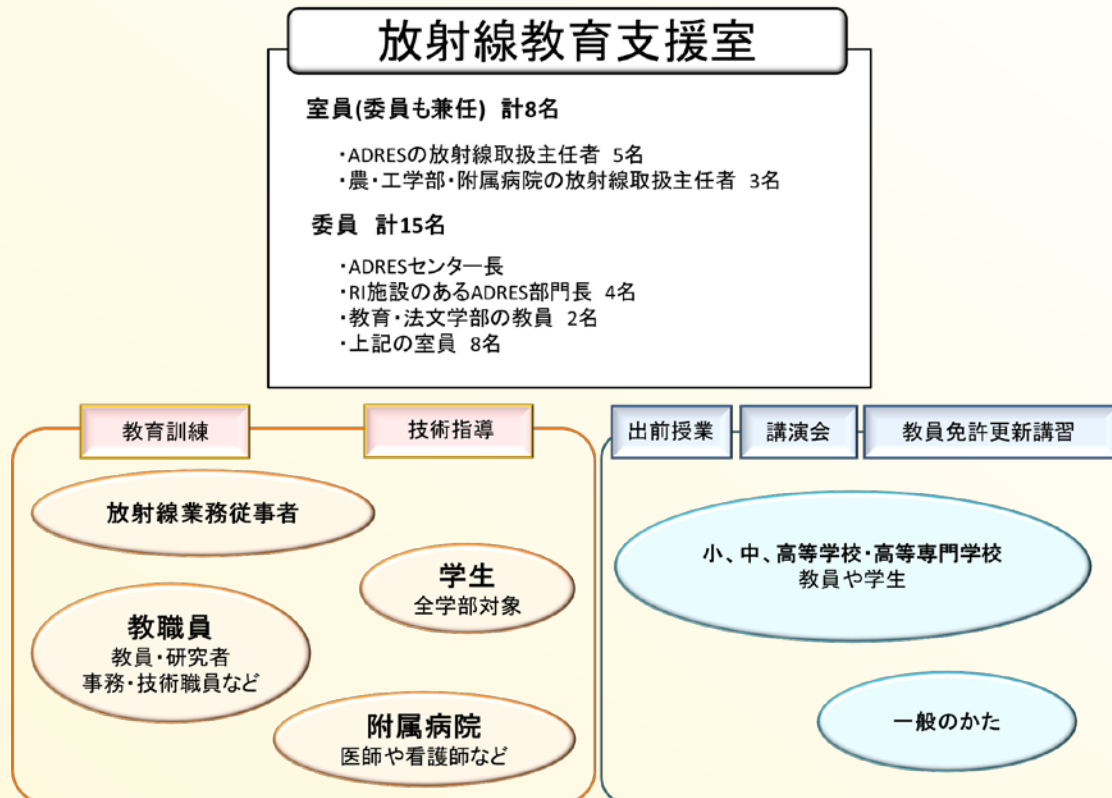 放射線教育支援室
室員(委員も兼任) 計8名
・ADRESの放射線取扱主任者 5名
・農・工学部・附属病院の放射線取扱主任者 3名
委員 計15名
・ADRESセンター長
・RI施設のあるADRES部門長 4名
・教育・法文学部の教員 2名
・上記の室員 8名
教育訓練
技術指導
出前授業
講演会
教員免許更新講習
放射線業務従事者
学生
全学部対象
教職員
教員・研究者
事務・技術職員など
附属病院
医師や看護師など
小、中、高等学校・高等専門学校
教員や学生
一般のかた